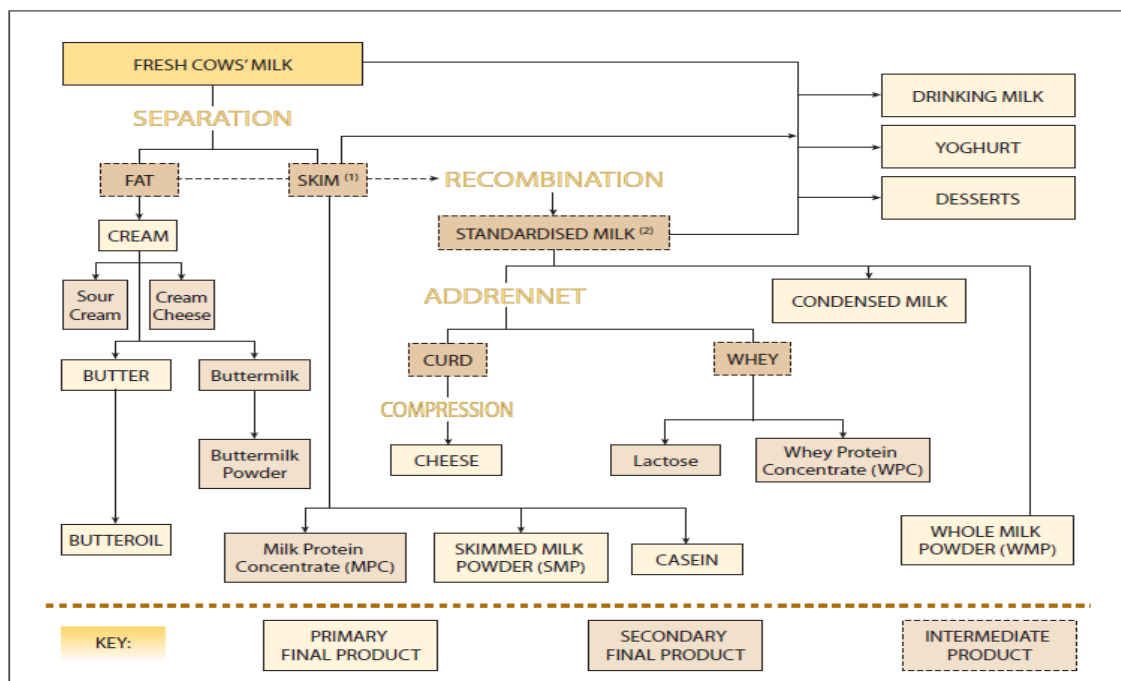 FRESH COWS' MILK
SEPARATION
DRINKING MILK
YOGHURT
DESSERTS
FAT
SKIM (1)
RECOMBINATION
STANDARDISED MILK (2)
CREAM
Sour
Cream
Cream
Cheese
ADDRENNET
CONDENSED MILK
BUTTER
Buttermilk
CURD
WHEY
COMPRESSION
Buttermilk
Powder
CHEESE
Lactose
Whey Protein
Concentrate (WPC)
BUTTEROIL
Milk Protein
Concentrate (MPC)
SKIMMED MILK
POWDER (SMP)
CASEIN
WHOLE MILK
POWDER (WMP)
KEY:
PRIMARY
FINAL PRODUCT
SECONDARY
FINAL PRODUCT
INTERMEDIATE
PRODUCT